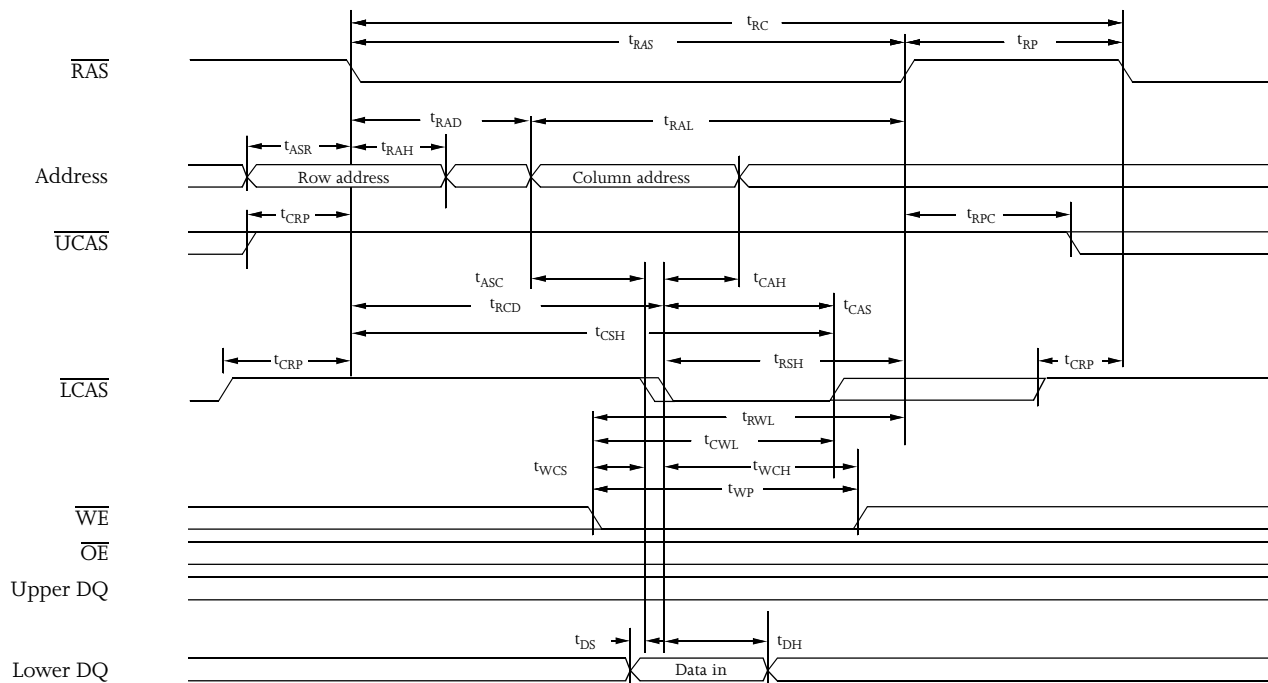 tRC
tRAS
tRP
RAS
tRAD
tRAL
tASR
tRAH
Address
Row address
Column address
tCRP
tRPC
UCAS
tASC
tCAH
tRCD
tCAS
tCSH
tCRP
tRSH
tCRP
LCAS
tRWL
tCWL
tWCS
tWCH
tWP
WE
OE
Upper DQ
tDS
tDH
Lower DQ
Data in